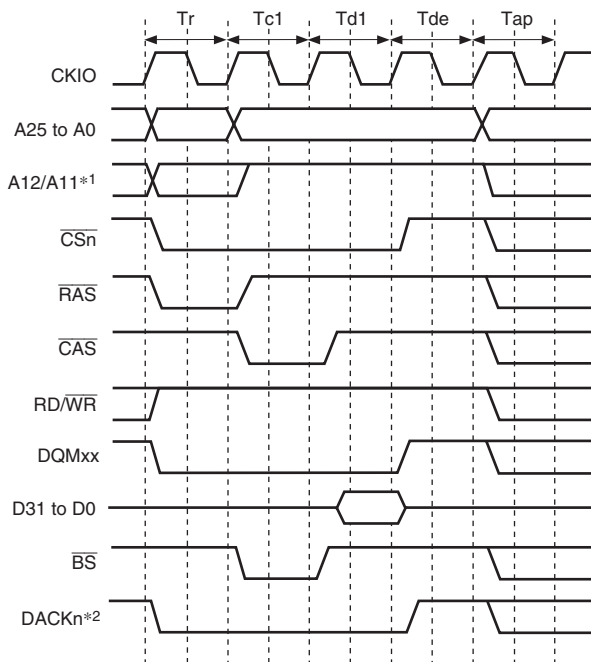 Tr Tc1 Td1 Tde Tap
CKIO
A25 to A0
A12/A11*1
CSn
RAS
CAS
RD/WR
DQMxx
D31 to D0
BS
DACKn*2